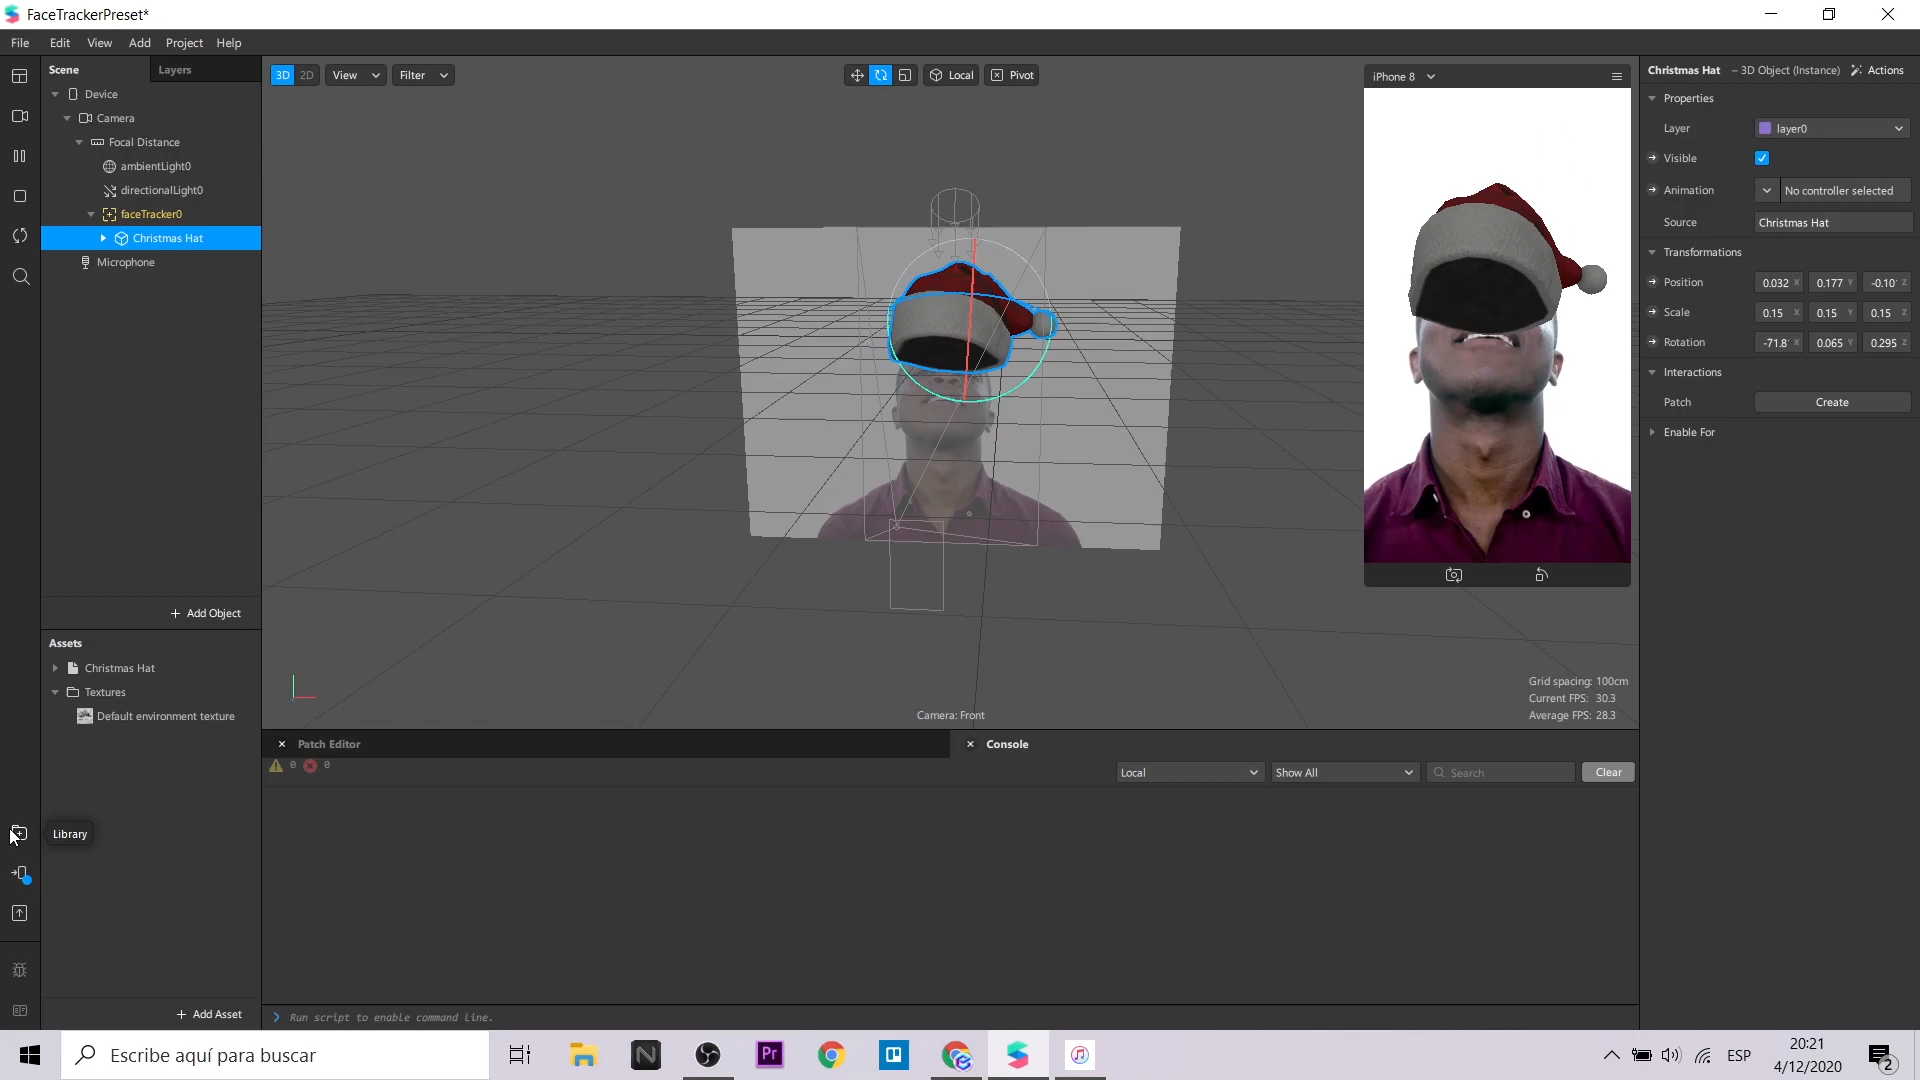 FaceTrackerPreset*
File Edit View Add Project Help
Scene Layers
Device
Camera
Focal Distance
ambientLight0
directionalLight0
faceTracker0
Christmas Hat
Microphone
+ Add Object
Assets
Christmas Hat
Textures
Default environment texture
Library
+ Add Asset
3D 2D View Filter
Local Pivot
iPhone 8
Grid spacing: 100cm
Current FPS: 30.3
Average FPS: 28.3
Camera: Front
Patch Editor
Console
0 0
Local Show All Search Clear
Run script to enable command line.
Christmas Hat – 3D Object (Instance) Actions
Properties
Layer layer0
Visible
Animation No controller selected
Source Christmas Hat
Transformations
Position 0.032 X 0.177 Y -0.10 Z
Scale 0.15 X 0.15 Y 0.15 Z
Rotation -71.8 X 0.065 Y 0.295 Z
Interactions
Patch Create
Enable For
Escribe aquí para buscar
N
Pr
ESP
20:21
4/12/2020
2